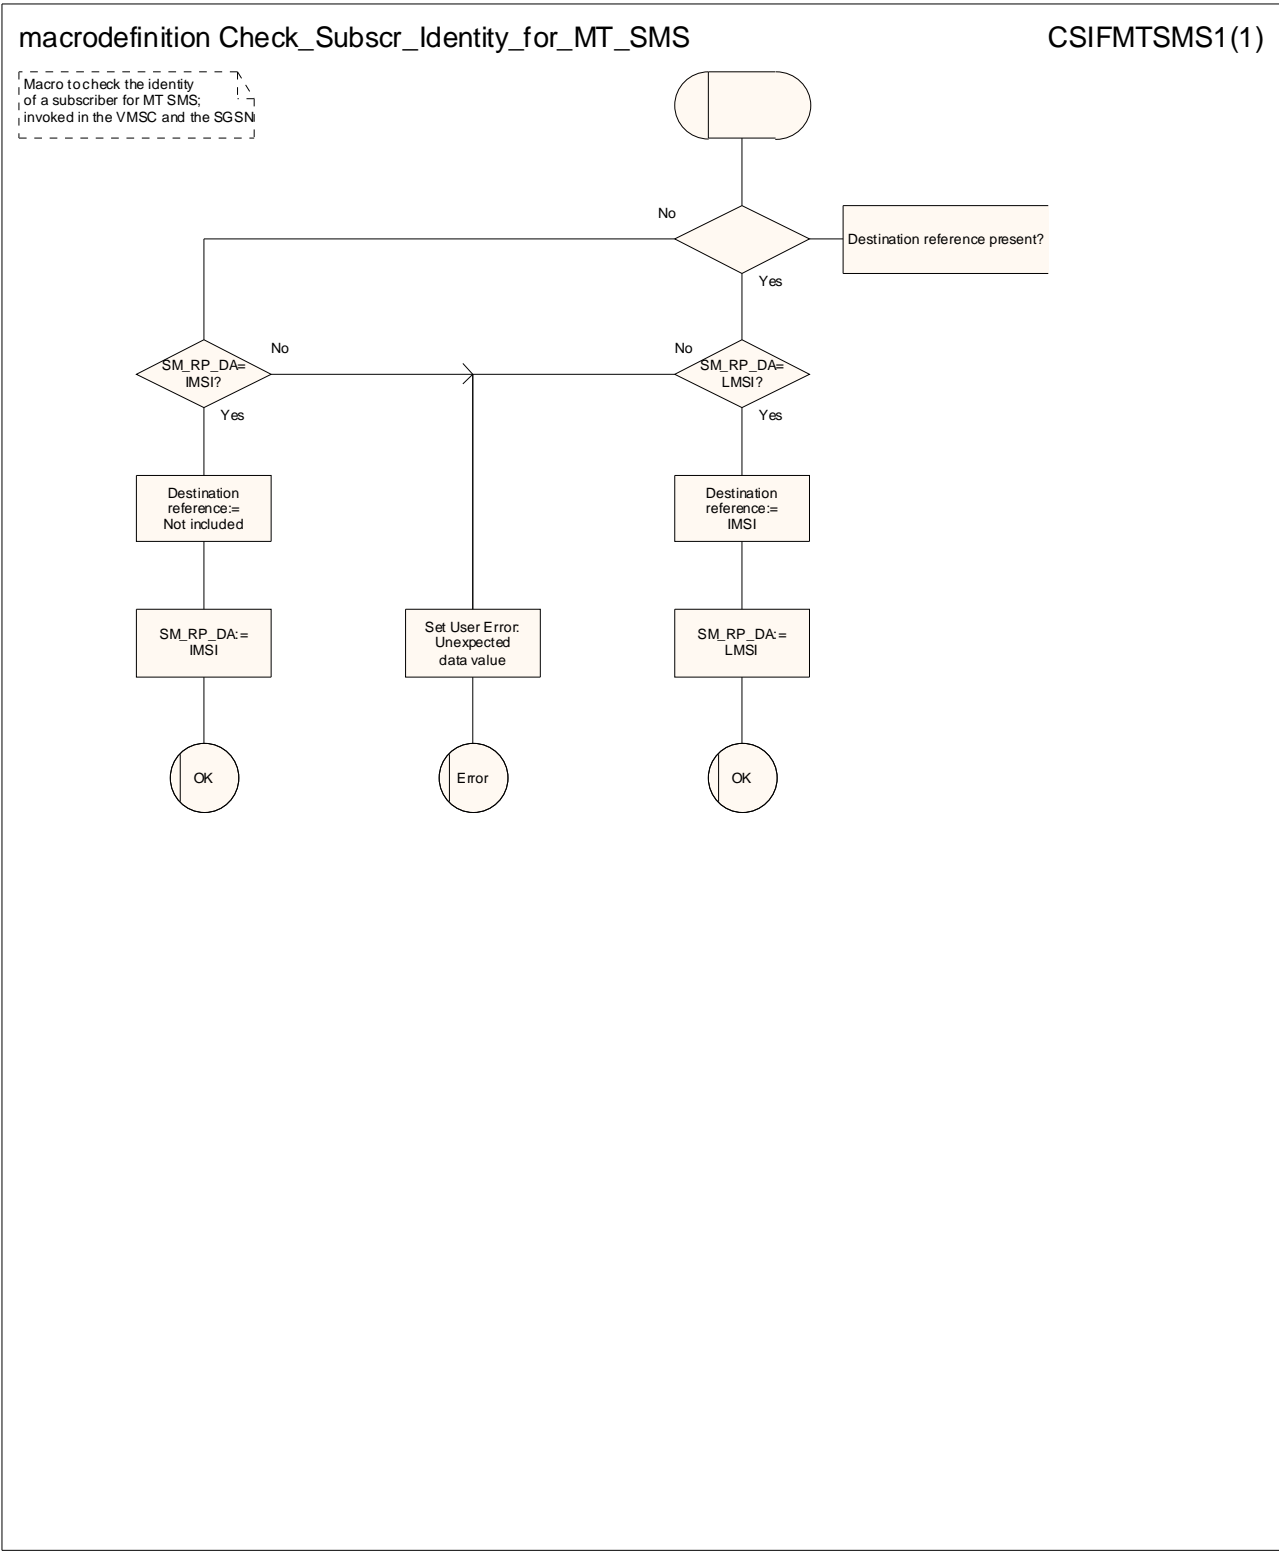 macrodefinition Check_Subscr_Identity_for_MT_SMS
CSIFMTSMS1(1)
Macro to check the identity
of a subscriber for MT SMS;
invoked in the VMSC and the SGSN
No
Destination reference present?
Yes
No
No
SM_RP_DA=
IMSI?
SM_RP_DA=
LMSI?
Yes
Yes
Destination
reference:=
Not included
Destination
reference:=
IMSI
SM_RP_DA:=
IMSI
Set User Error:
Unexpected
data value
SM_RP_DA:=
LMSI
OK
Error
OK